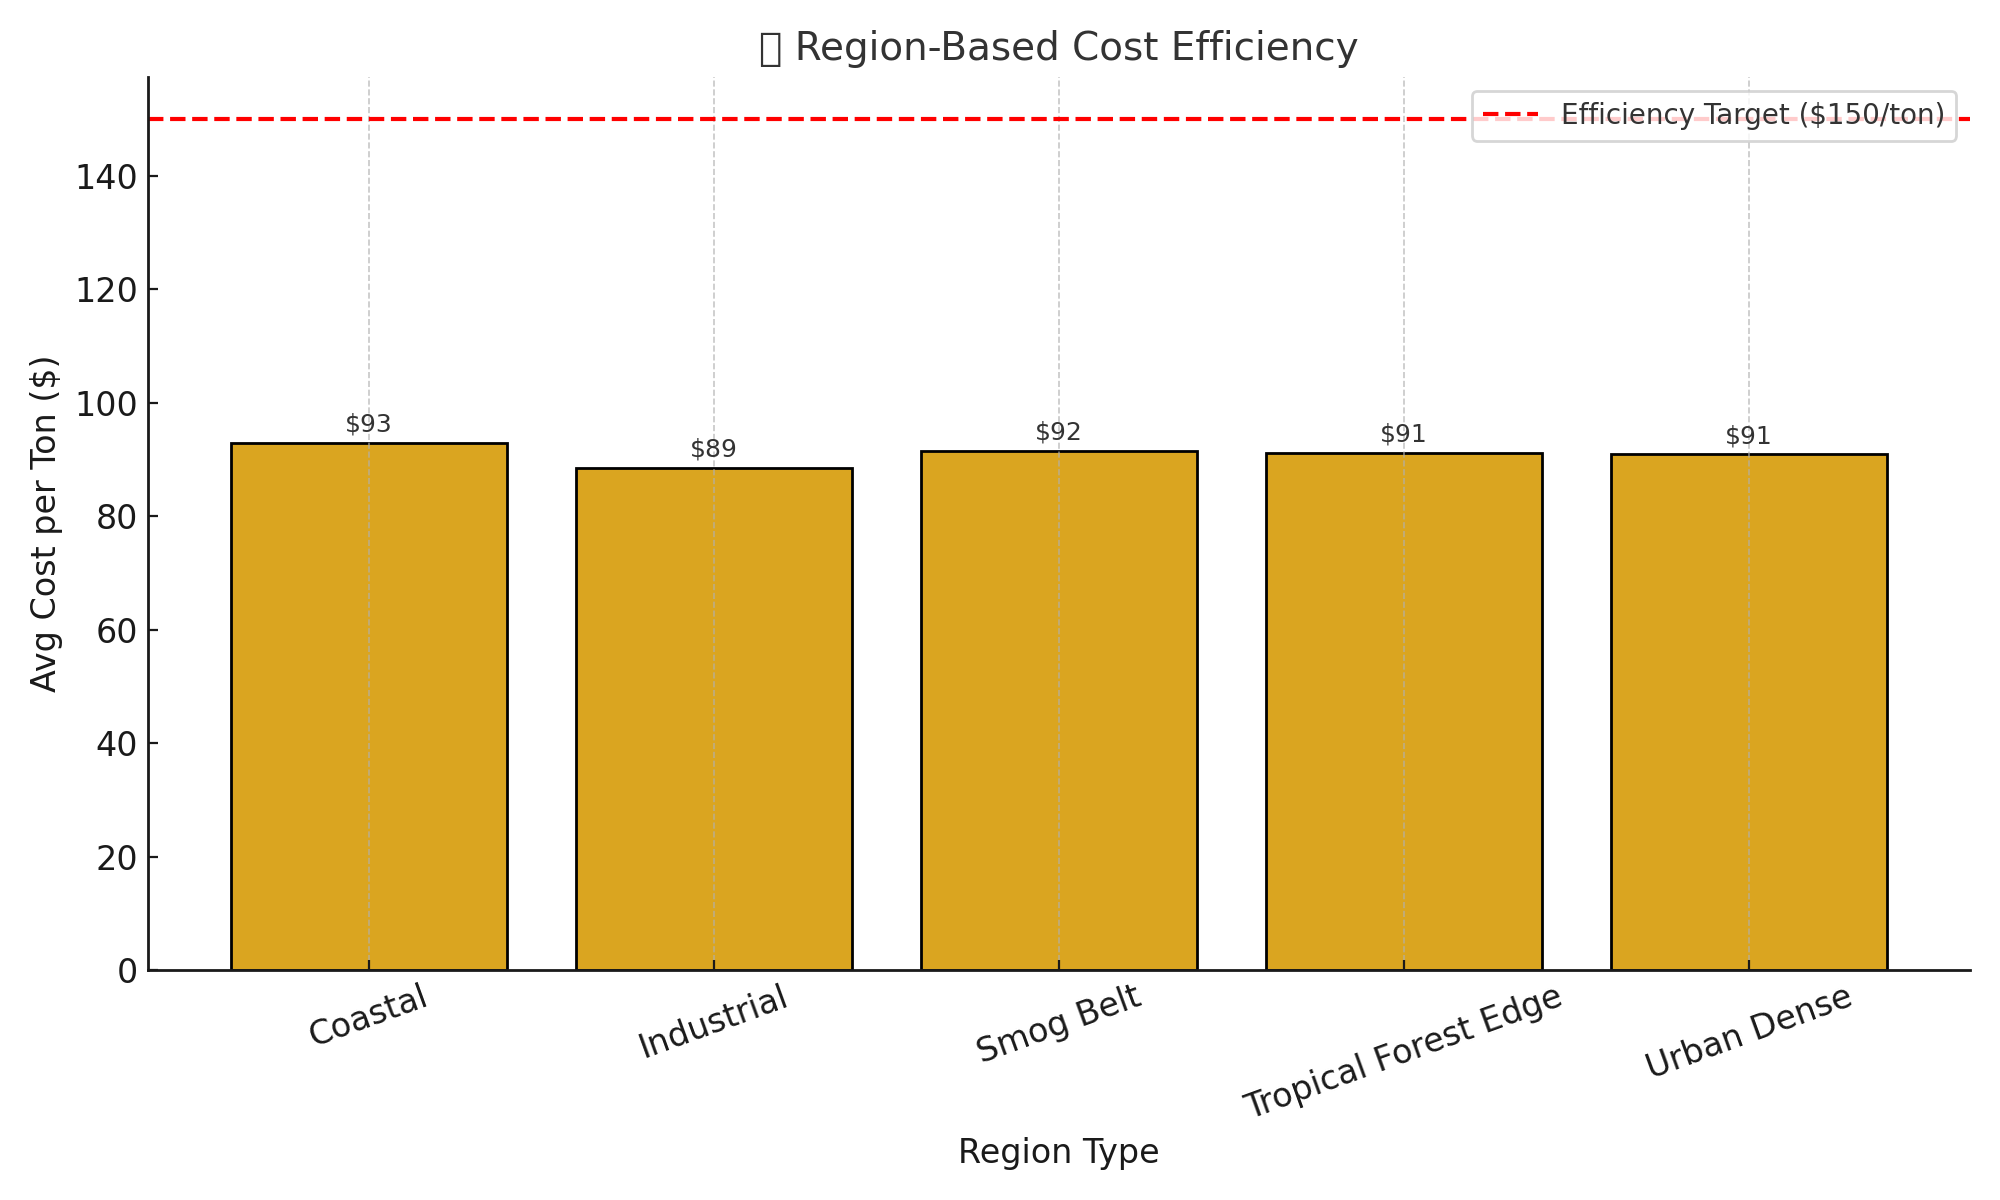 Region-Based Cost Efficiency
Efficiency Target ($150/ton)
Avg Cost per Ton ($)
140
120
100
80
60
40
20
0
$93
$89
$92
$91
$91
Coastal
Industrial
Smog Belt
Tropical Forest Edge
Urban Dense
Region Type